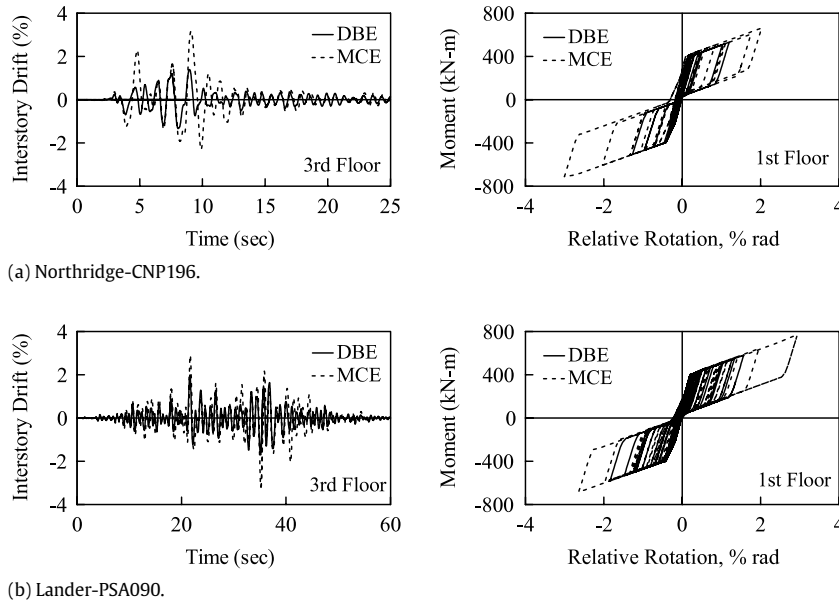 4
2
0
-2
-4
Interstory Drift (%)
DBE
MCE
3rd Floor
0 5 10 15 20 25
Time (sec)
800
400
0
-400
-800
Moment (kN-m)
DBE
MCE
1st Floor
-4 -2 0 2 4
Relative Rotation, % rad
(a) Northridge-CNP196.
4
2
0
-2
-4
Interstory Drift (%)
DBE
MCE
3rd Floor
0 20 40 60
Time (sec)
800
400
0
-400
-800
Moment (kN-m)
DBE
MCE
1st Floor
-4 -2 0 2 4
Relative Rotation, % rad
(b) Lander-PSA090.